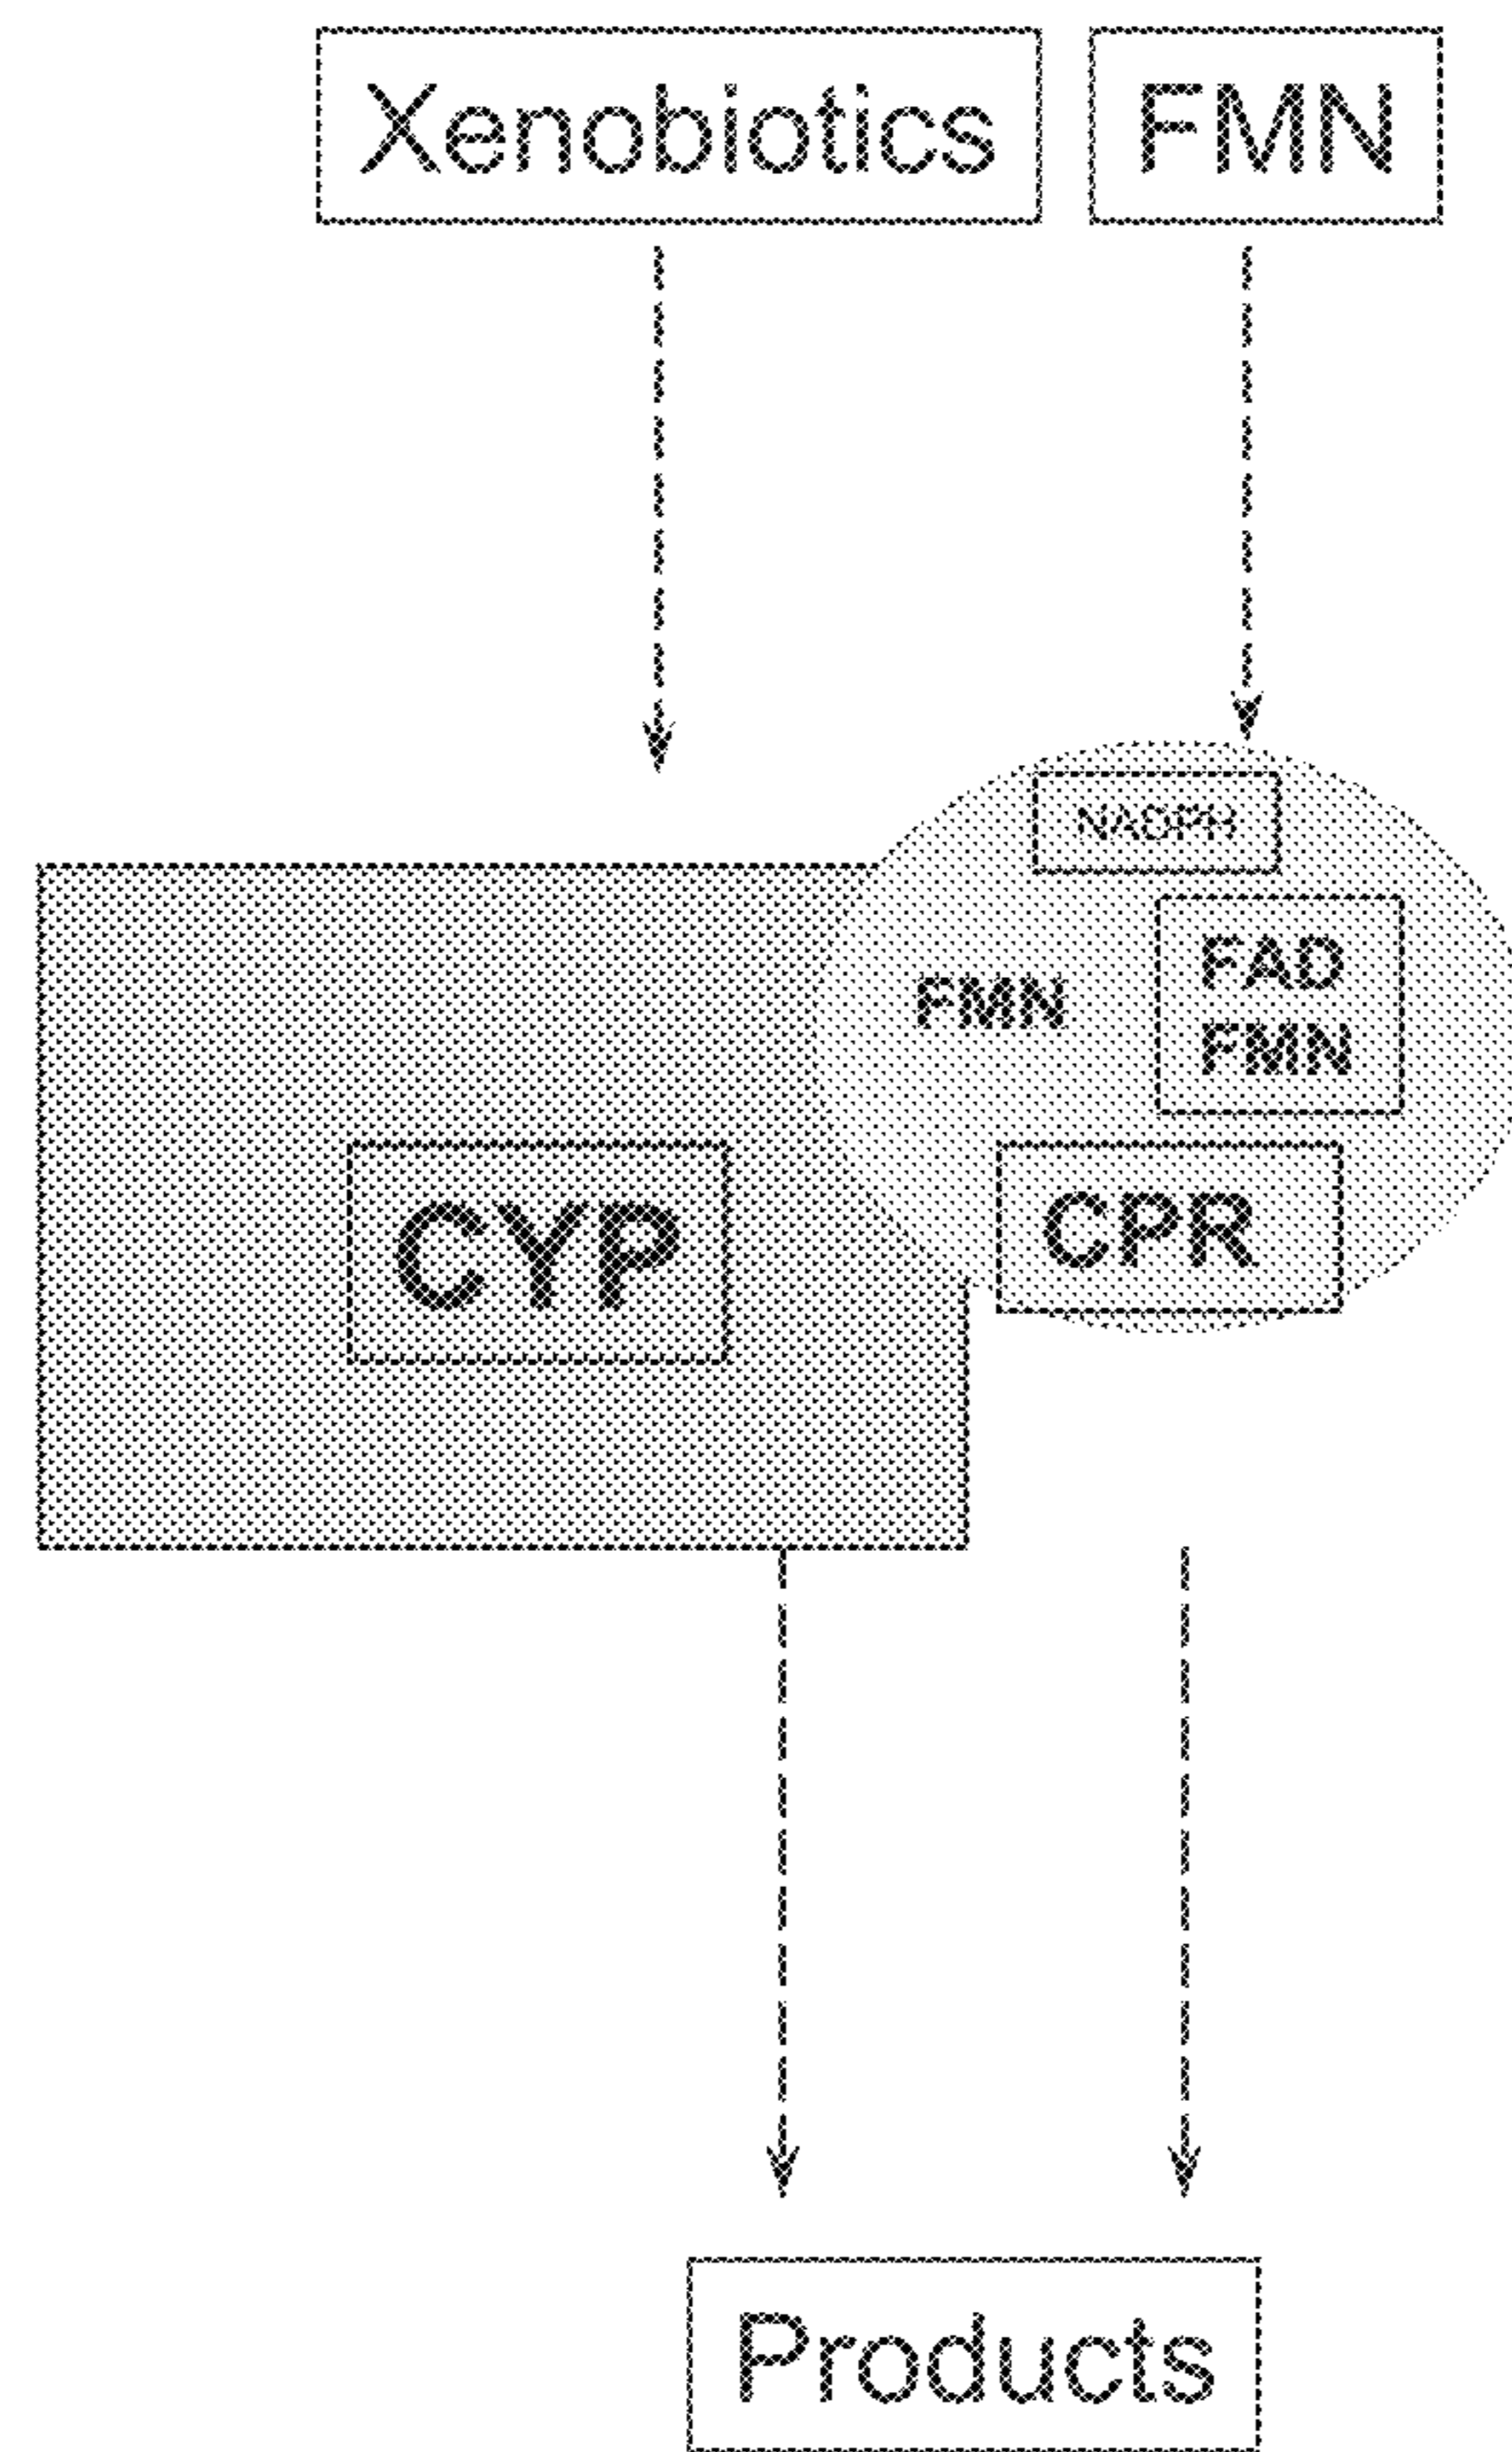 Xenobiotics
FMN
NADPH
FAD
FMN
FMN
CYP
CPR
Products